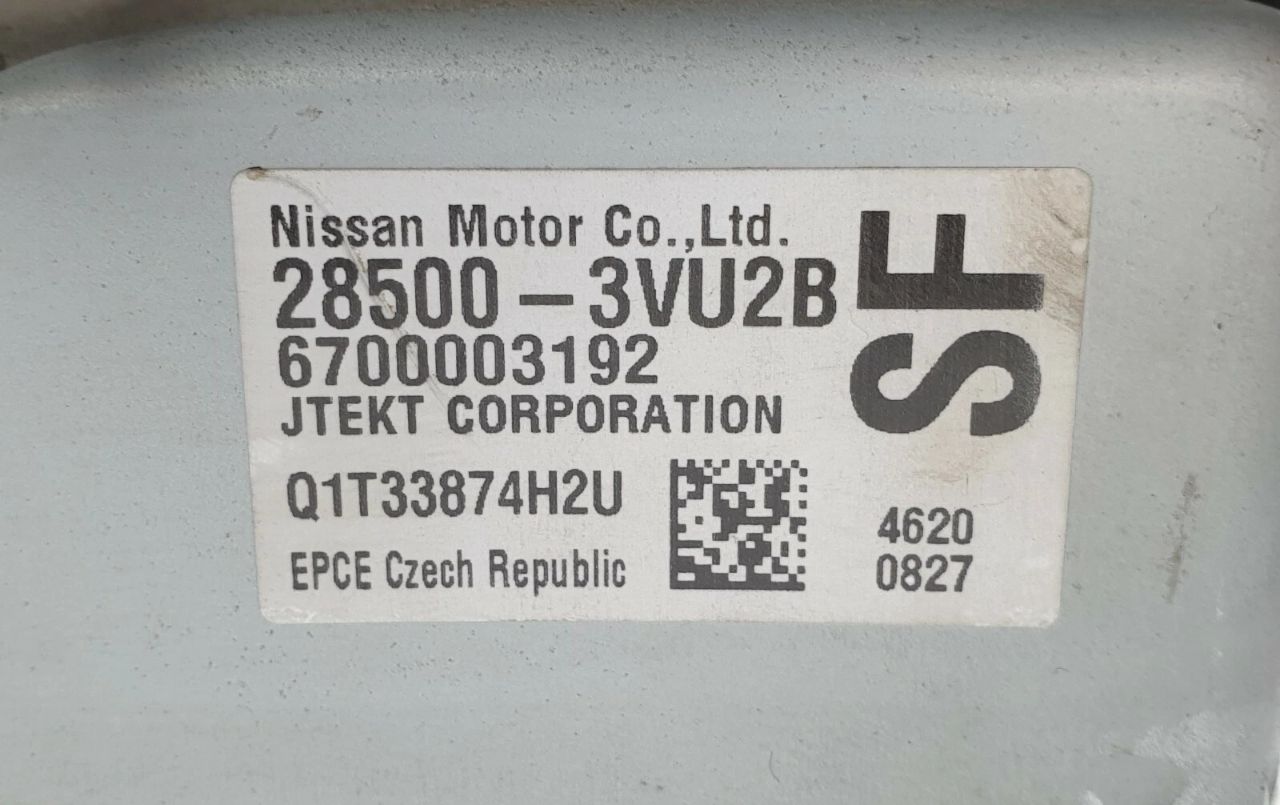 Nissan Motor Co.,Ltd.
28500-3VU2B
6700003192
JTEKT CORPORATION
Q1T33874H2U
EPCE Czech Republic
SF
4620
0827